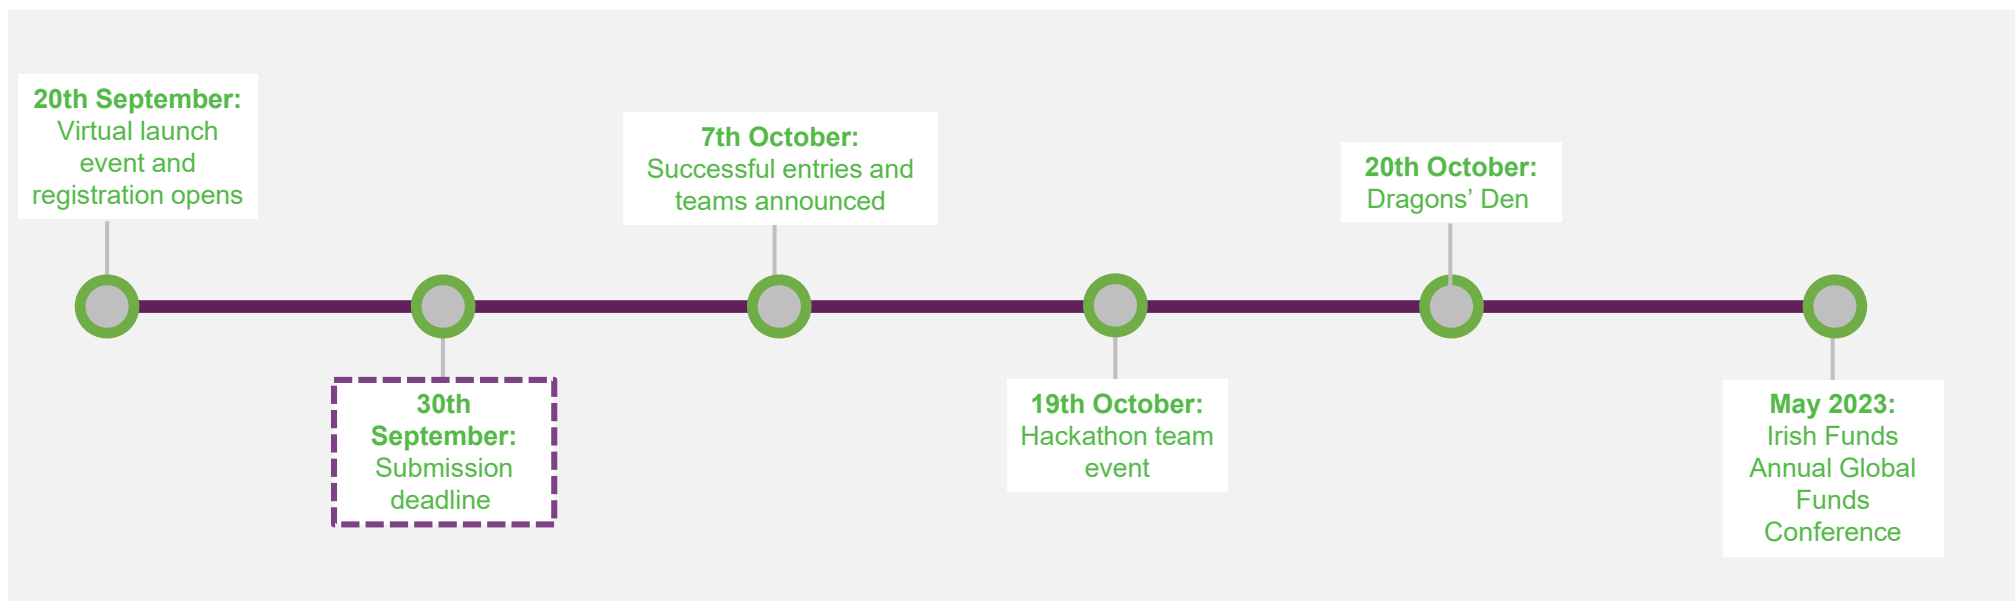 20th September:
Virtual launch
event and
registration opens
30th
September:
Submission
deadline
7th October:
Successful entries and
teams announced
19th October:
Hackathon team
event
20th October:
Dragons’ Den
May 2023:
Irish Funds
Annual Global
Funds
Conference